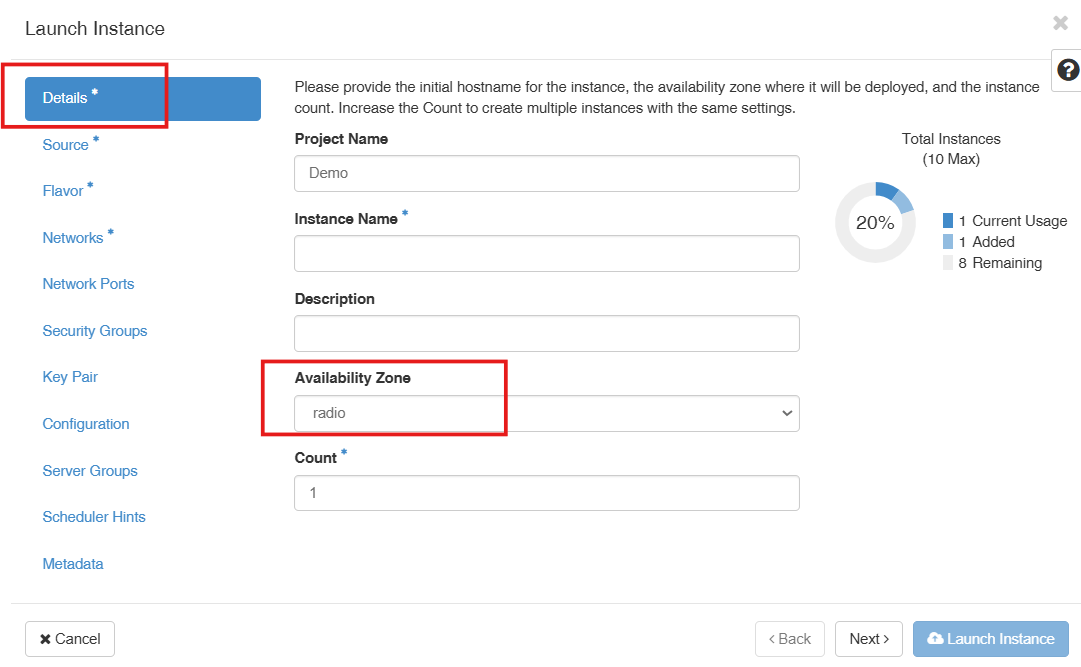 Launch Instance
Details *
Source *
Flavor *
Networks *
Network Ports
Security Groups
Key Pair
Configuration
Server Groups
Scheduler Hints
Metadata
Please provide the initial hostname for the instance, the availability zone where it will be deployed, and the instance
count. Increase the Count to create multiple instances with the same settings.
Project Name
Demo
Instance Name *
Description
Availability Zone
radio
Count *
1
Total Instances
(10 Max)
20%
1 Current Usage
1 Added
8 Remaining
✖ Cancel
‹ Back
Next ›
Launch Instance